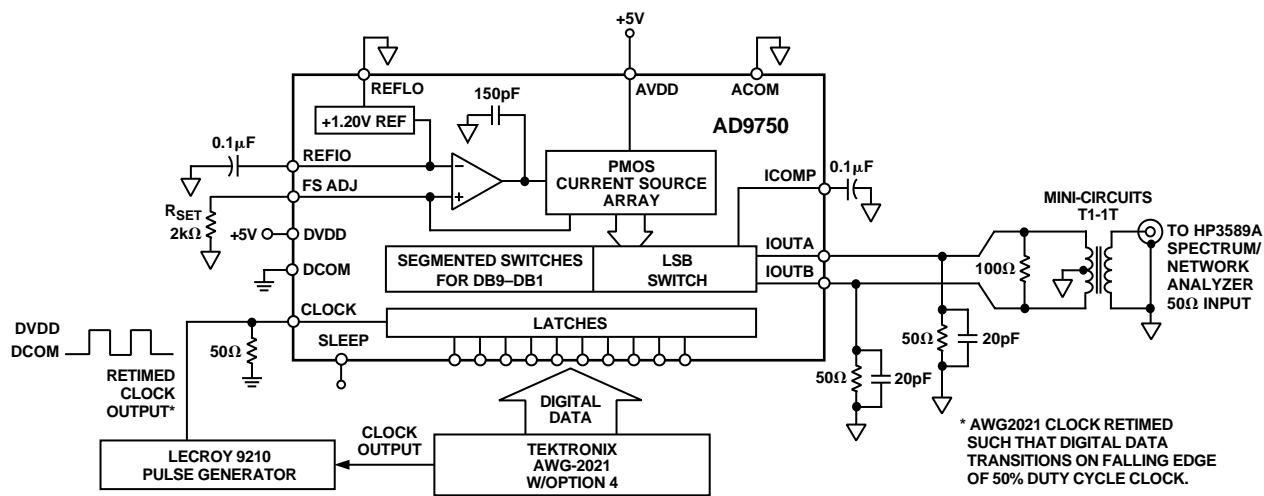 +5V
REFLO
AVDD
ACOM
150pF
+1.20V REF
AD9750
0.1µF
REFIO
PMOS
CURRENT SOURCE
ARRAY
ICOMP
0.1µF
FS ADJ
MINI-CIRCUITS
T1-1T
RSET
2kΩ
+5V
DVDD
IOUTA
TO HP3589A
SPECTRUM/
NETWORK
ANALYZER
50Ω INPUT
SEGMENTED SWITCHES
FOR DB9–DB1
LSB
SWITCH
100Ω
DCOM
IOUTB
CLOCK
LATCHES
DVDD
DCOM
50Ω
SLEEP
50Ω
20pF
50Ω
20pF
RETIMED
CLOCK
OUTPUT*
DIGITAL
DATA
CLOCK
OUTPUT
LECROY 9210
PULSE GENERATOR
TEKTRONIX
AWG-2021
W/OPTION 4
* AWG2021 CLOCK RETIMED
SUCH THAT DIGITAL DATA
TRANSITIONS ON FALLING EDGE
OF 50% DUTY CYCLE CLOCK.